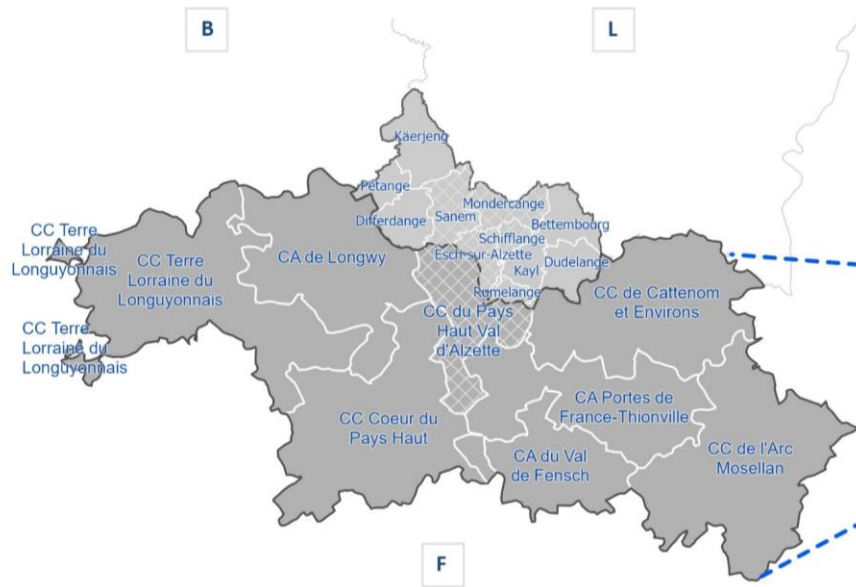 B
L
Käerjeng
Pétange
Mondercange
Sanem
Differdange
Bettembourg
Schifflange
CC Terre
Lorraine du
Longuyonnais
CC Terre
Lorraine du
Longuyonnais
CA de Longwy
Esch-sur-Alzette
Dudelange
Kayl
Rumelange
CC de Cattenom
et Environs
CC du Pays
Haut Val
d'Alzette
CC Terre
Lorraine du
Longuyonnais
CC Coeur du
Pays Haut
CA Portes de
France-Thionville
CA du Val
de Fensch
CC de l'Arc
Mosellan
F